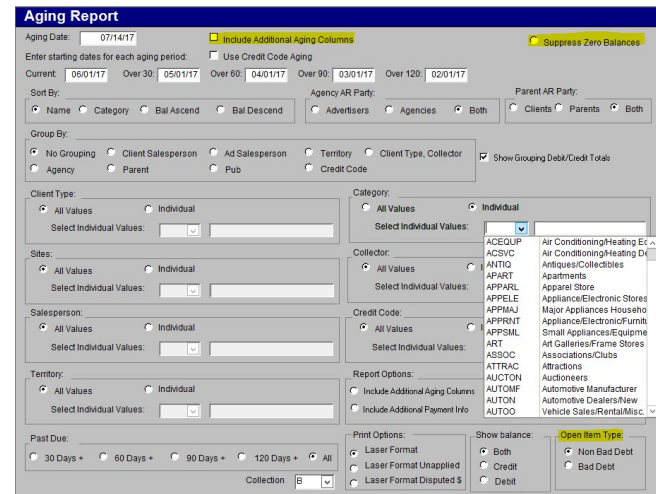 Aging Report
Aging Date: 07/14/17 Include Additional Aging Columns Suppress Zero Balances
Enter starting dates for each aging period: Use Credit Code Aging
Current: 06/01/17 Over 30: 05/01/17 Over 60: 04/01/17 Over 90: 03/01/17 Over 120: 02/01/17
Sort By: Agency AR Party: Parent AR Party:
Name Category Bal Ascend Bal Descend Advertisers Agencies Both Clients Parents Both
Group By:
No Grouping Client Salesperson Ad Salesperson Territory Client Type, Collector Show Grouping Debit/Credit Totals
Agency Parent Pub Credit Code
Client Type: Category:
All Values Individual All Values Individual
Select Individual Values: Select Individual Values:
ACEQUP Air Conditioning/Heating Ec
Sites: Collector: ACSVC Air Conditioning/Heating De
ANTIQ Antiques/Collectibles
All Values Individual All Values APART Apartments
APPARL Apparel Store
Select Individual Values: Select Individual Values: APPELE Appliance/Electronic Stores
APPMAJ Major Appliances Househo
Salesperson: Credit Code: APPRNT Appliance/Electronic/Furnitu
APPSML Small Appliances/Equipme
All Values Individual All Values ART Art Galleries/Frame Stores
Select Individual Values: Select Individual Values: ASSOC Associations/Clubs
ATTRAC Attractions
Territory: Report Options: AUCTON Auctioneers
All Values Individual Include Additional Aging Columns AUTOMF Automotive Manufacturer
AUTON Automotive Dealers/New
Select Individual Values: Include Additional Payment Info AUTOO Vehicle Sales/Rental/Misc.
Past Due: Print Options: Show balance: Open Item Type:
30 Days + 60 Days + 90 Days + 120 Days + All Laser Format Both Non Bad Debt
Laser Format Unapplied Credit Bad Debt
Collection B Laser Format Disputed $ Debit